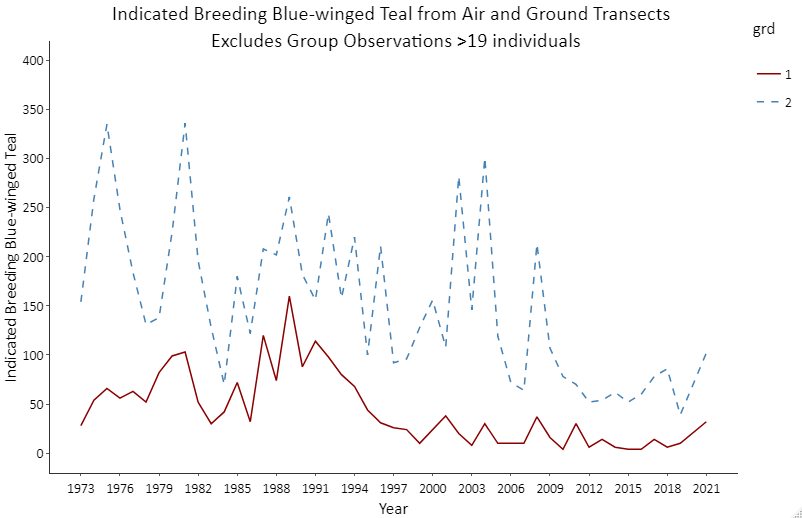 Indicated Breeding Blue-winged Teal from Air and Ground Transects
Excludes Group Observations >19 individuals
grd
1
2
Indicated Breeding Blue-winged Teal
400
350
300
250
200
150
100
50
0
1973 1976 1979 1982 1985 1988 1991 1994 1997 2000 2003 2006 2009 2012 2015 2018 2021
Year